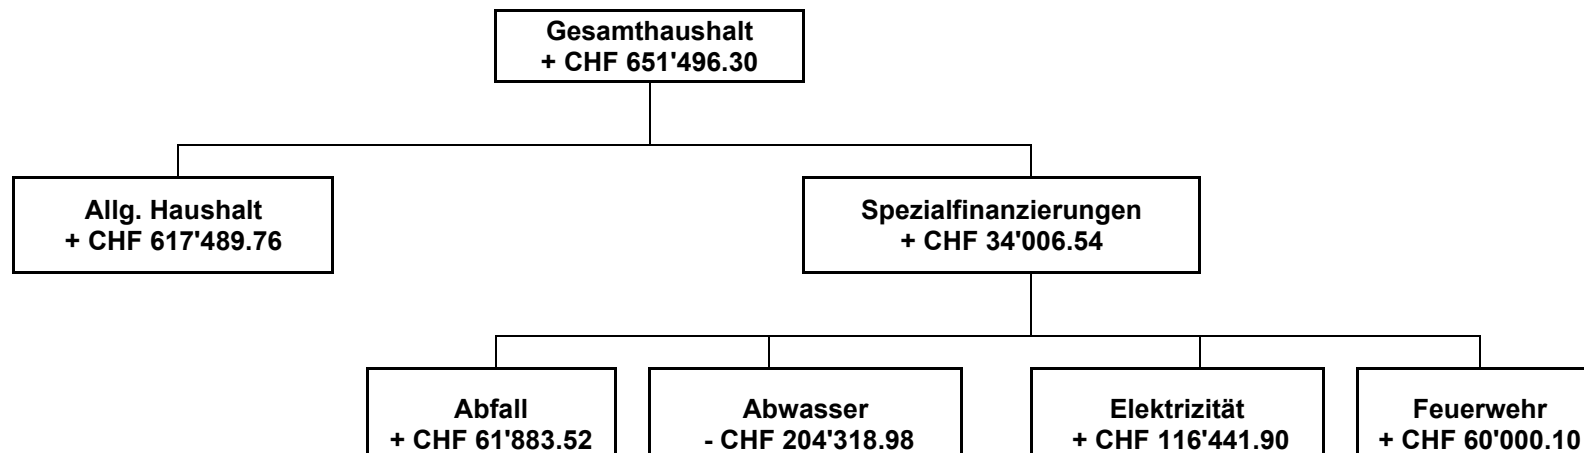 Gesamthaushalt
+ CHF 651'496.30
Allg. Haushalt
+ CHF 617'489.76
Spezialfinanzierungen
+ CHF 34'006.54
Abfall
+ CHF 61'883.52
Abwasser
- CHF 204'318.98
Elektrizität
+ CHF 116'441.90
Feuerwehr
+ CHF 60'000.10